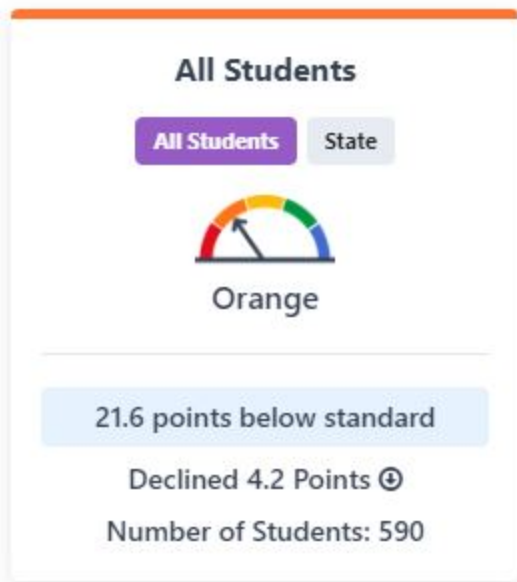 All Students
All Students State
Orange
21.6 points below standard
Declined 4.2 Points
Number of Students: 590